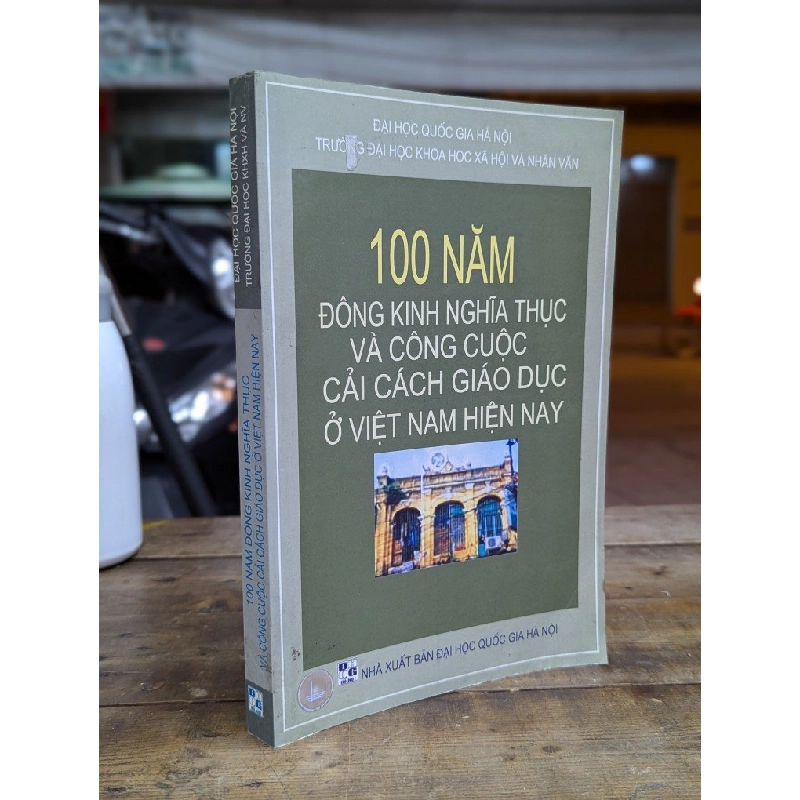 ĐẠI HỌC QUỐC GIA HÀ NỘI
TRƯỜNG ĐẠI HỌC KHOA HỌC XÃ HỘI VÀ NHÂN VĂN
100 NĂM
ĐÔNG KINH NGHĨA THỤC
VÀ CÔNG CUỘC
CẢI CÁCH GIÁO DỤC
Ở VIỆT NAM HIỆN NAY
NHÀ XUẤT BẢN ĐẠI HỌC QUỐC GIA HÀ NỘI
ĐẠI HỌC QUỐC GIA HÀ NỘI
TRƯỜNG ĐẠI HỌC KHXH VÀ NV
100 NĂM ĐÔNG KINH NGHĨA THỤC
VÀ CÔNG CUỘC CẢI CÁCH GIÁO DỤC Ở VIỆT NAM HIỆN NAY